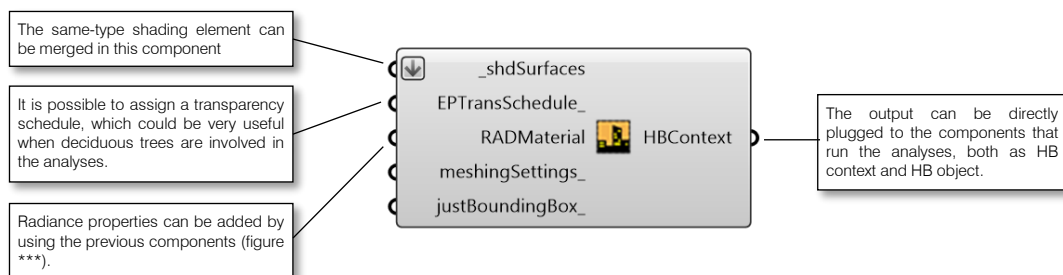 The same-type shading element can
be merged in this component
It is possible to assign a transparency
schedule, which could be very useful
when deciduous trees are involved in
the analyses.
Radiance properties can be added by
using the previous components (figure
***).
_shdSurfaces
EPTransSchedule_
RADMaterial
meshingSettings_
justBoundingBox_
HBContext
The output can be directly
plugged to the components that
run the analyses, both as HB
context and HB object.